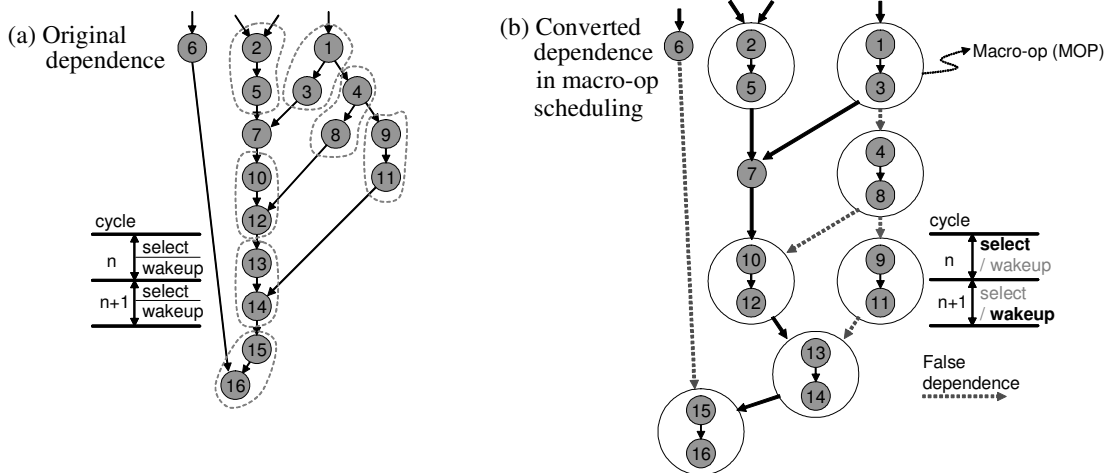 (a) Original
dependence
6
2
1
5
3
4
7
8
9
10
11
12
cycle
n
select
wakeup
13
n+1
select
wakeup
14
15
16
(b) Converted
dependence
in macro-op
scheduling
6
2
1
Macro-op (MOP)
5
3
4
7
8
cycle
10
9
n
select
/ wakeup
12
11
n+1
select
/ wakeup
13
False
dependence
14
15
16